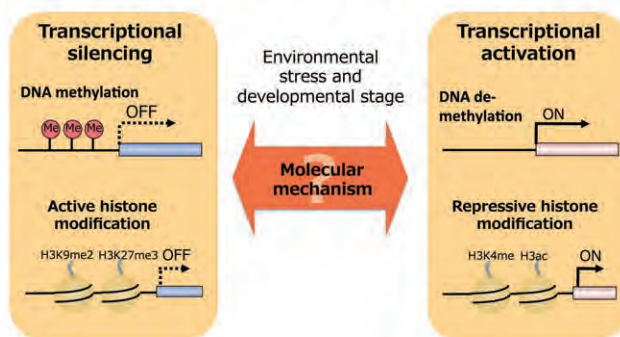 Transcriptional
silencing
DNA methylation
OFF
Me Me Me
Active histone
modification
H3K9me2 H3K27me3 OFF
Environmental
stress and
developmental stage
?
Molecular
mechanism
Transcriptional
activation
DNA de-
methylation
ON
Repressive histone
modification
H3K4me H3ac ON